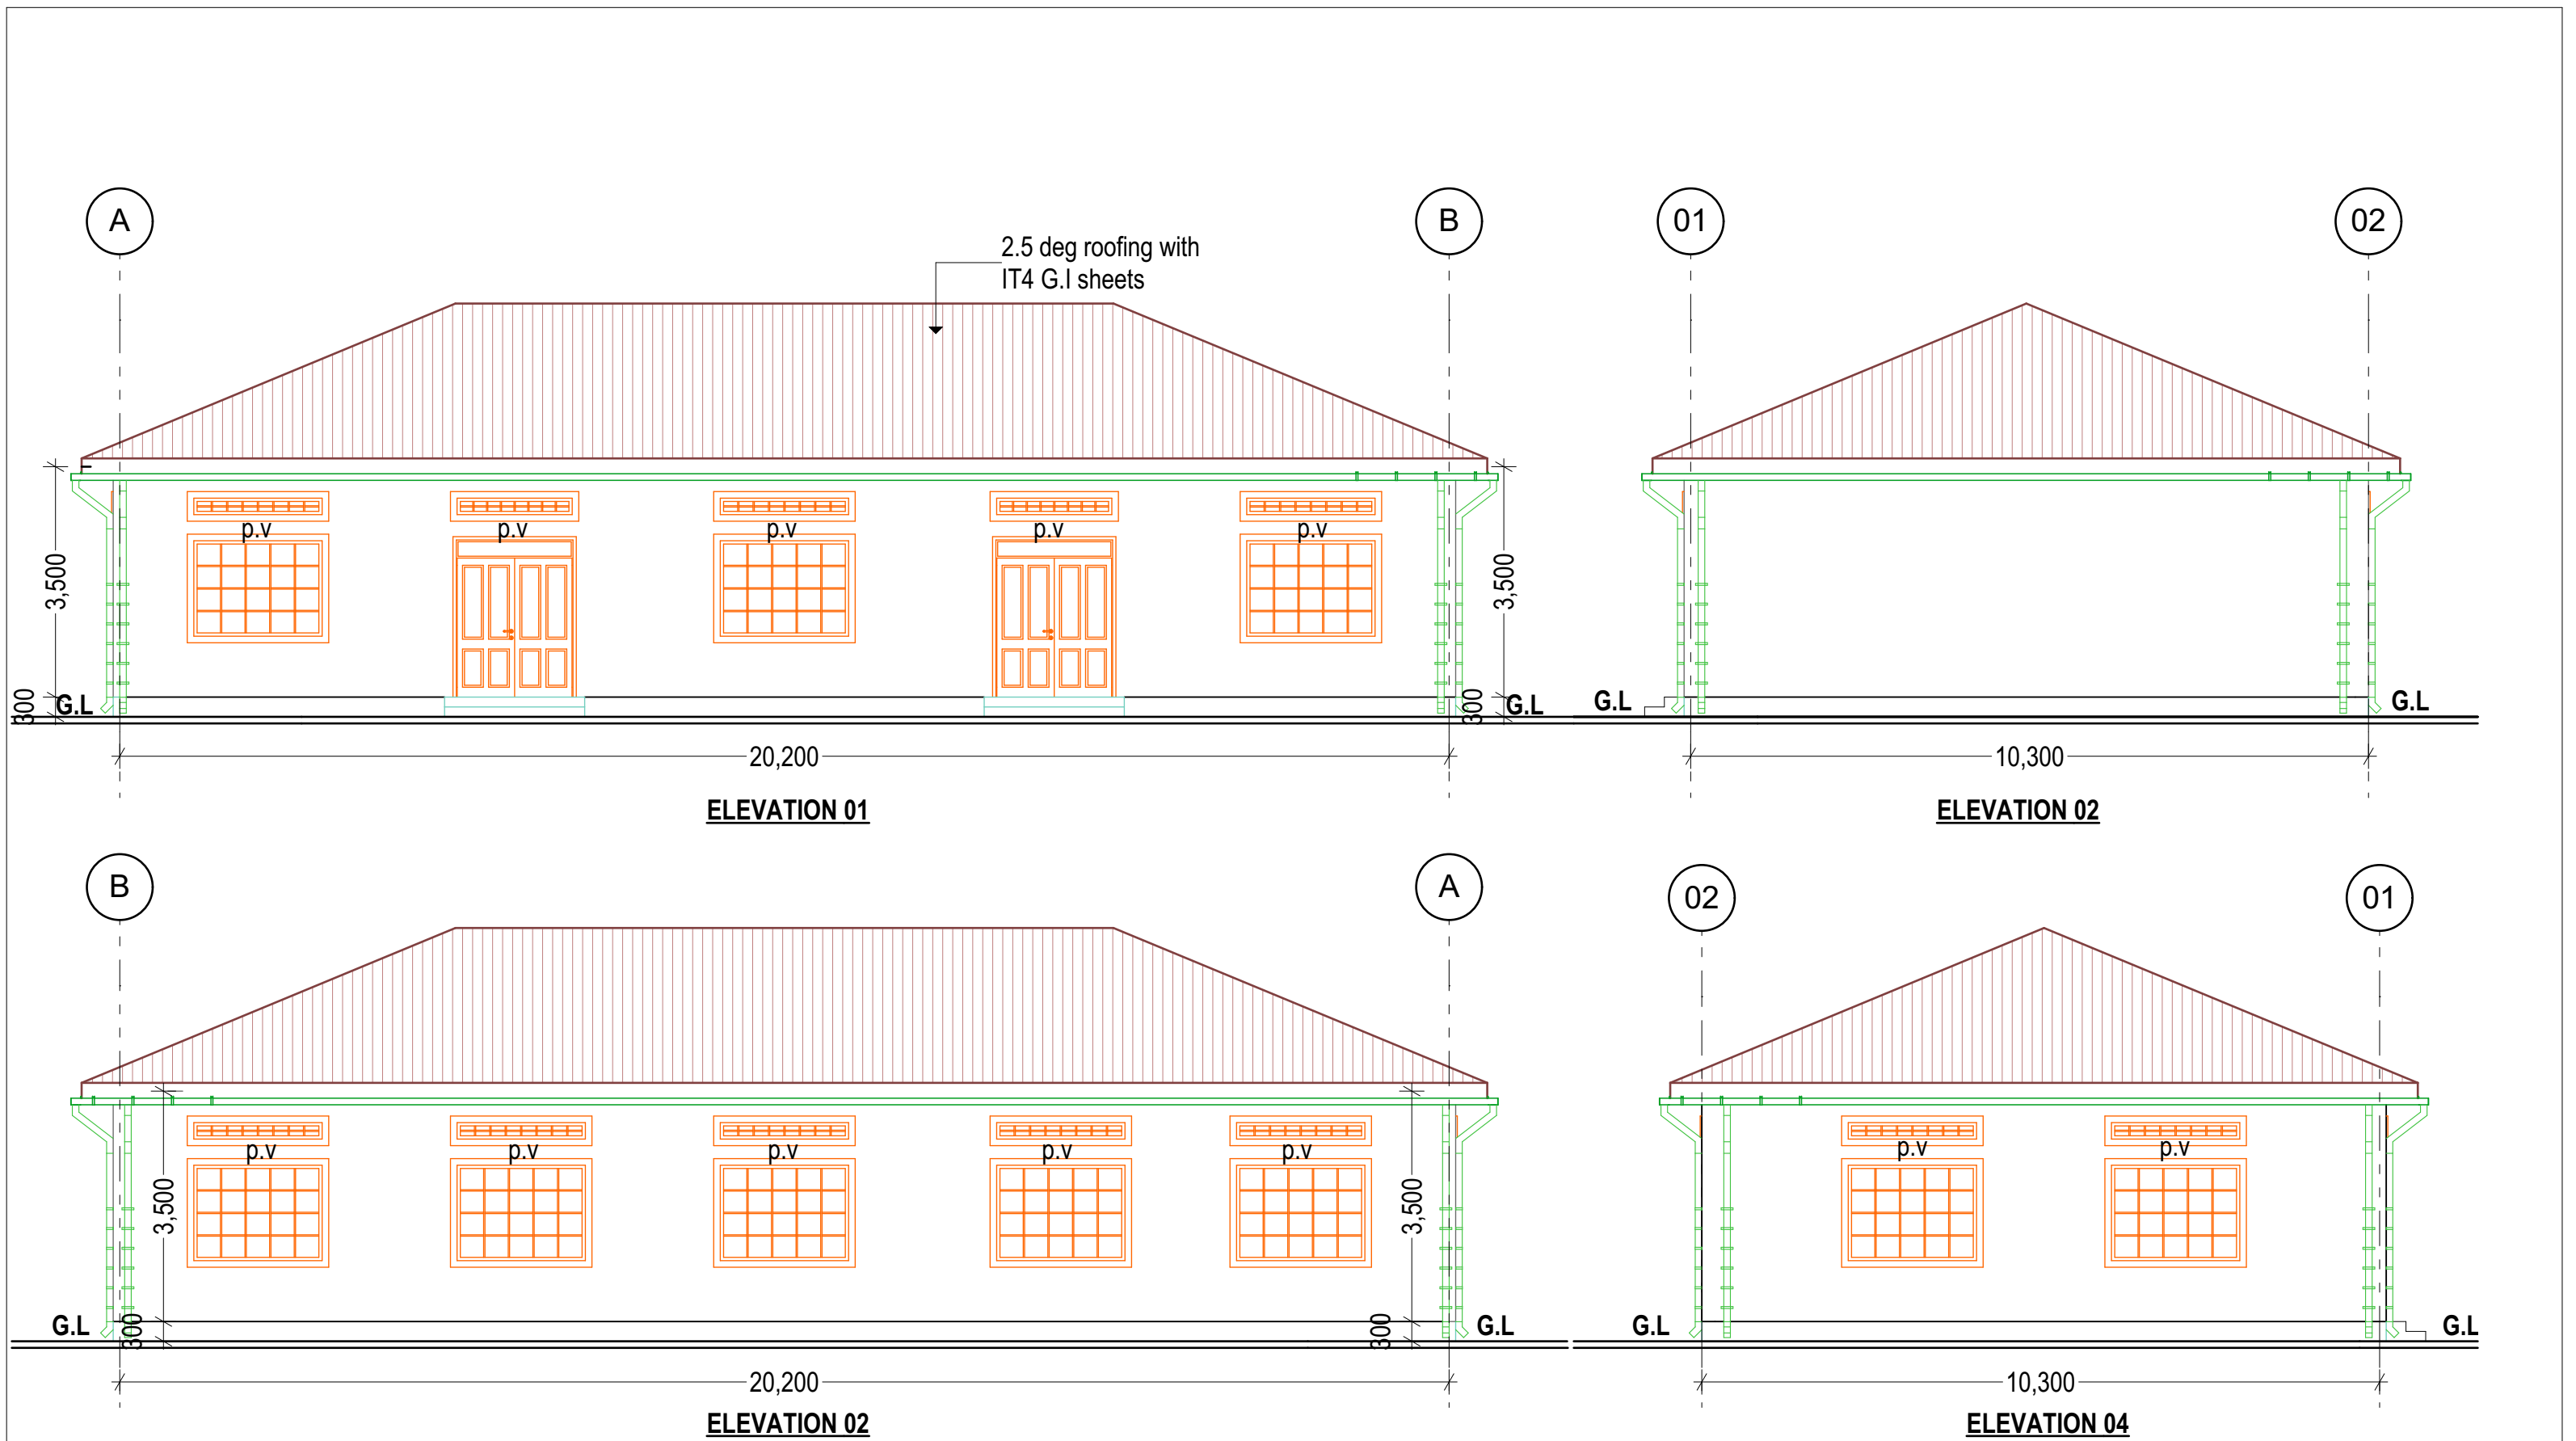 A
B
01
02
2.5 deg roofing with
IT4 G.I sheets
p.v
p.v
p.v
p.v
p.v
3,500
3,500
300
G.L
300
G.L
G.L
G.L
20,200
10,300
ELEVATION 01
ELEVATION 02
B
A
02
01
p.v
p.v
p.v
p.v
p.v
p.v
p.v
3,500
3,500
G.L
300
300
G.L
G.L
G.L
20,200
10,300
ELEVATION 02
ELEVATION 04